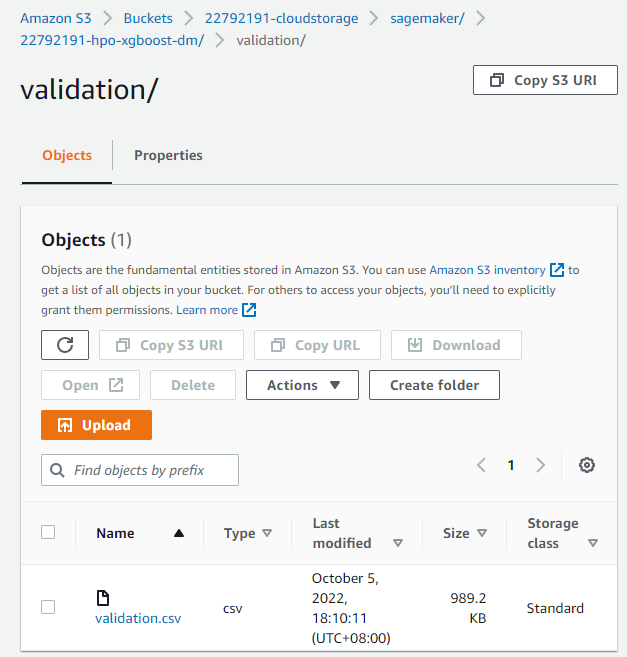 Amazon S3 > Buckets > 22792191-cloudstorage > sagemaker/ >
22792191-hpo-xgboost-dm/ > validation/
validation/
Copy S3 URI
Objects
Properties
Objects (1)
Objects are the fundamental entities stored in Amazon S3. You can use Amazon S3 inventory to
get a list of all objects in your bucket. For others to access your objects, you'll need to explicitly
grant them permissions. Learn more
Copy S3 URI
Copy URL
Download
Open
Delete
Actions
Create folder
Upload
Find objects by prefix
1
Name
Type
Last
modified
Size
Storage
class
validation.csv
csv
October 5,
2022,
18:10:11
(UTC+08:00)
989.2
KB
Standard